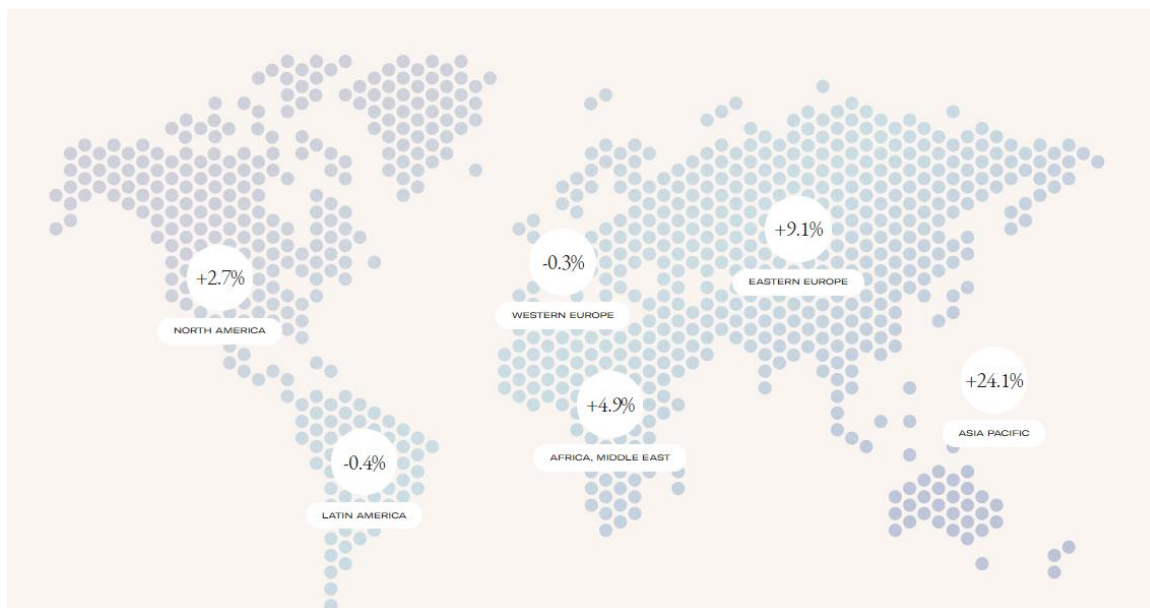 +9.1%
EASTERN EUROPE
-0.3%
WESTERN EUROPE
+2.7%
NORTH AMERICA
+24.1%
ASIA PACIFIC
+4.9%
AFRICA, MIDDLE EAST
-0.4%
LATIN AMERICA